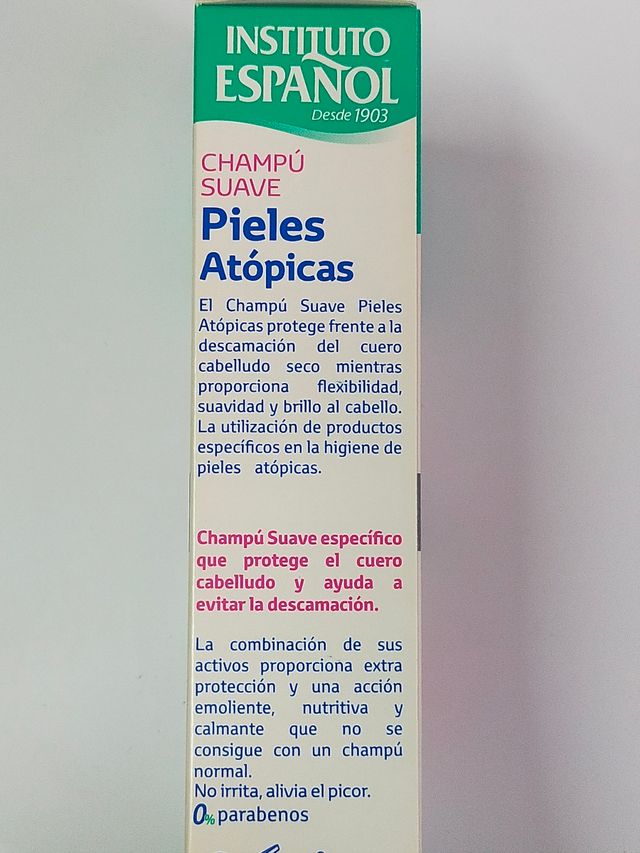 INSTITUTO
ESPAÑOL
Desde 1903
CHAMPÚ
SUAVE
Pieles
Atópicas
El Champú Suave Pieles
Atópicas protege frente a la
descamación del cuero
cabelludo seco mientras
proporciona flexibilidad,
suavidad y brillo al cabello.
La utilización de productos
específicos en la higiene de
pieles atópicas.
Champú Suave específico
que protege el cuero
cabelludo y ayuda a
evitar la descamación.
La combinación de sus
activos proporciona extra
protección y una acción
emoliente, nutritiva y
calmante que no se
consigue con un champú
normal.
No irrita, alivia el picor.
0% parabenos